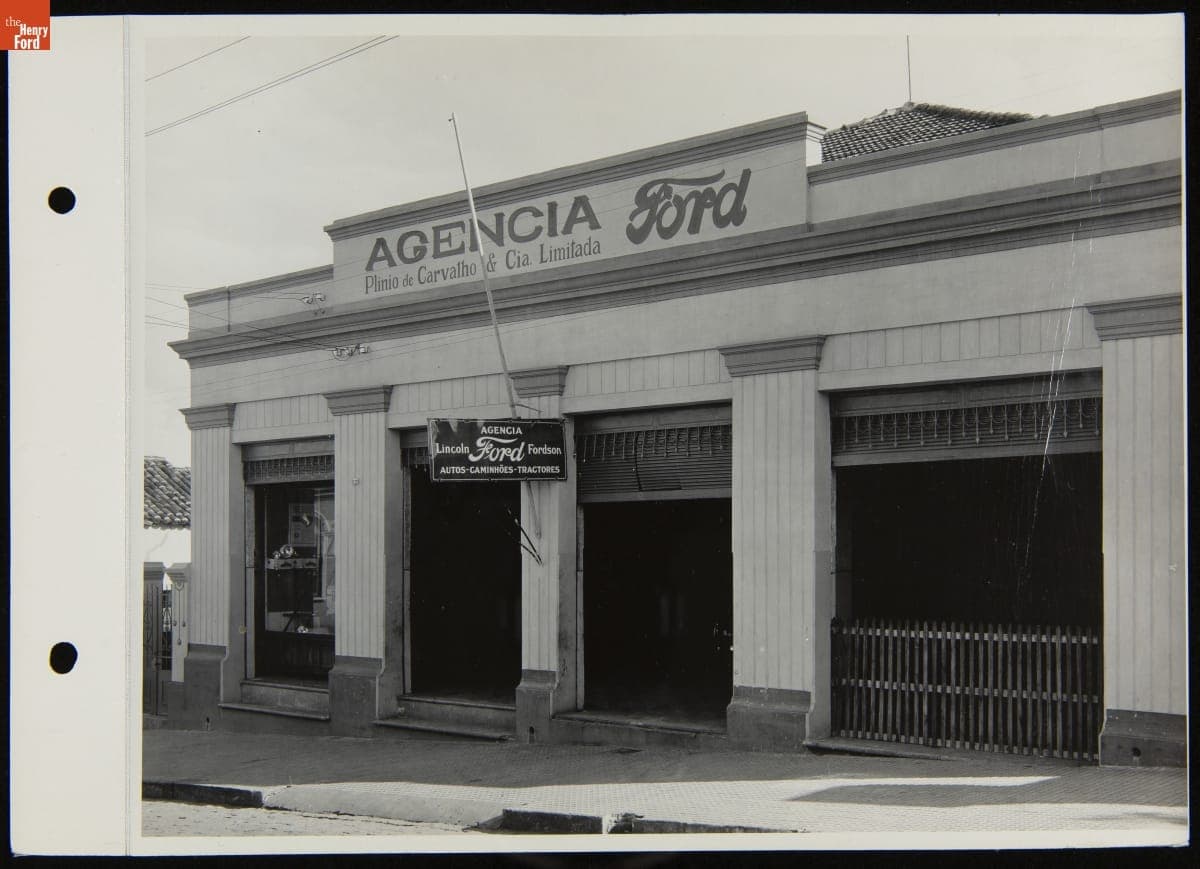 the
Henry
Ford
AGENCIA Ford
Plinio de Carvalho & Cia. Limitada
AGENCIA
Lincoln Ford Fordson
AUTOS-CAMINHÕES-TRACTORES